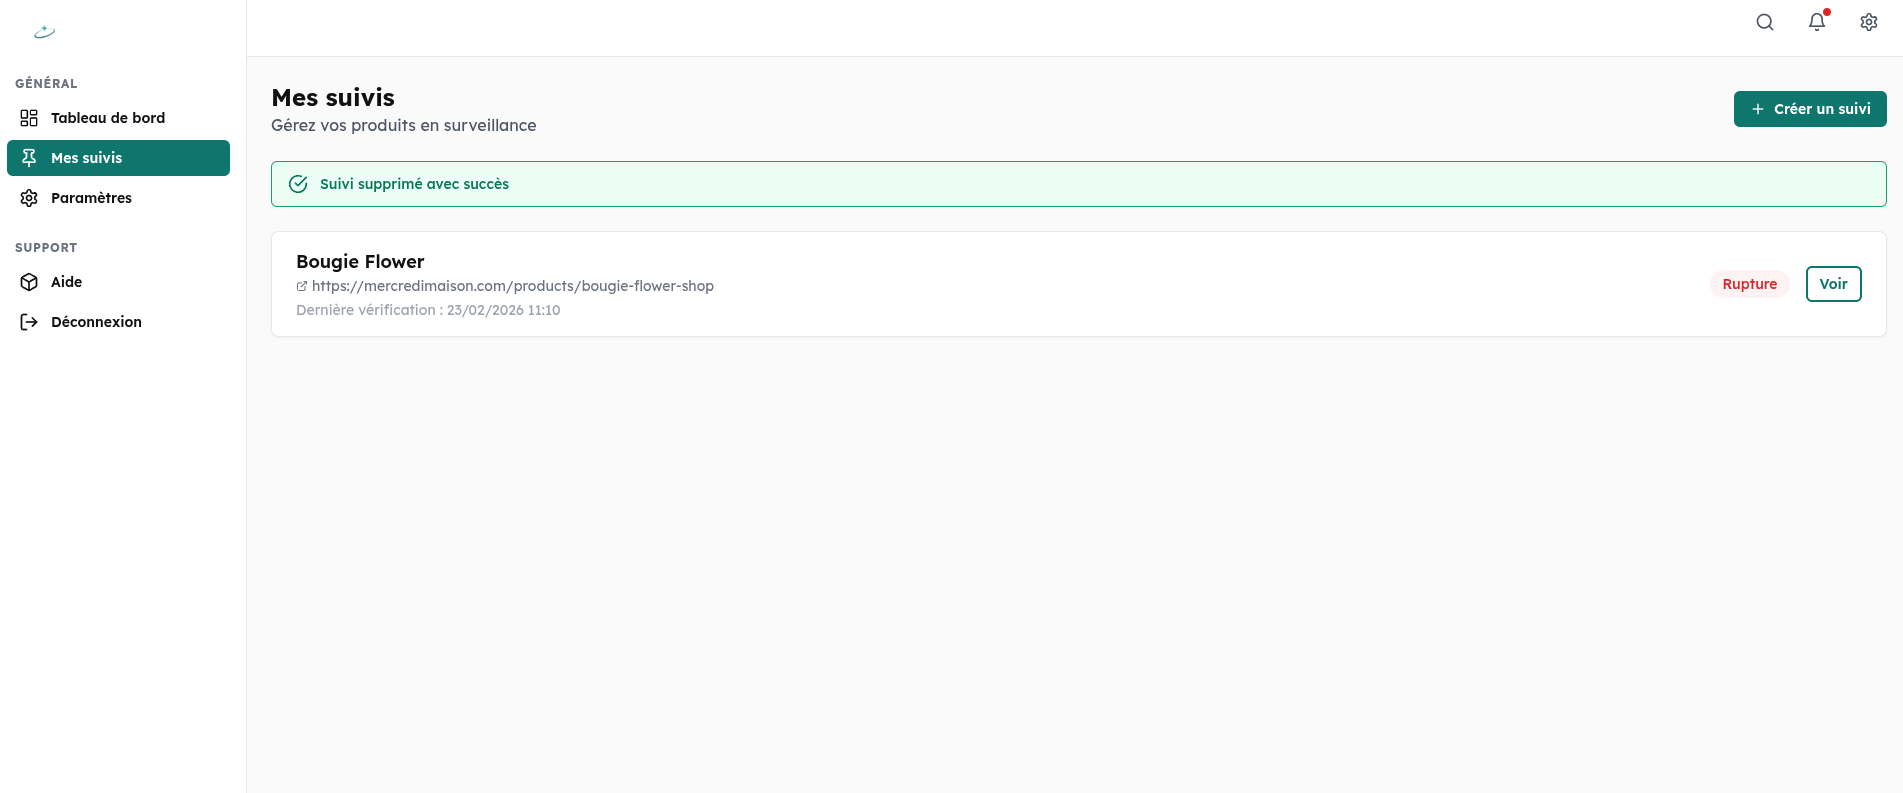 GÉNÉRAL
Tableau de bord
Mes suivis
Paramètres
SUPPORT
Aide
Déconnexion
Mes suivis
Gérez vos produits en surveillance
Créer un suivi
Suivi supprimé avec succès
Bougie Flower
https://mercredimaison.com/products/bougie-flower-shop
Dernière vérification : 23/02/2026 11:10
Rupture
Voir